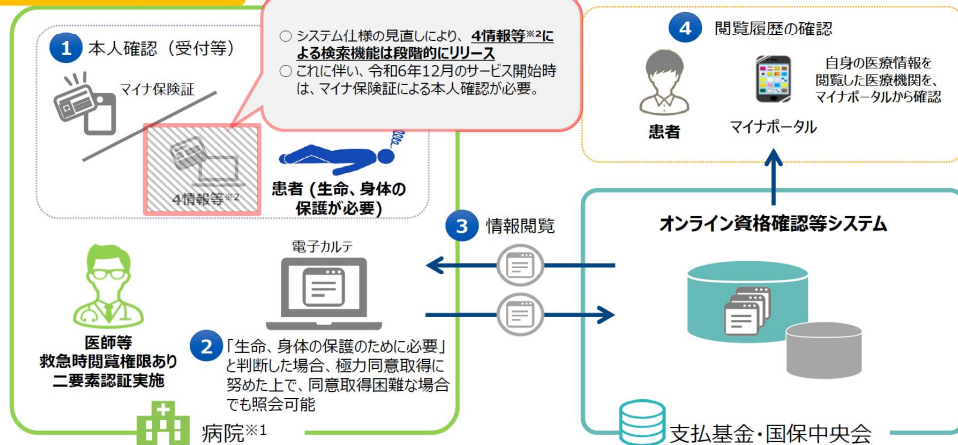 1 本人確認（受付等）
マイナ保険証
4情報等※2
患者 (生命、身体の
保護が必要)
○ システム仕様の見直しにより、4情報等※2に
よる検索機能は段階的にリリース
○ これに伴い、令和6年12月のサービス開始時
は、マイナ保険証による本人確認が必要。
医師等
救急時閲覧権限あり
二要素認証実施
電子カルテ
2 「生命、身体の保護のために必要」
と判断した場合、極力同意取得に
努めた上で、同意取得困難な場合
でも照会可能
病院※1
3 情報閲覧
4 閲覧履歴の確認
患者
マイナポータル
自身の医療情報を
閲覧した医療機関を、
マイナポータルから確認
オンライン資格確認等システム
支払基金・国保中央会